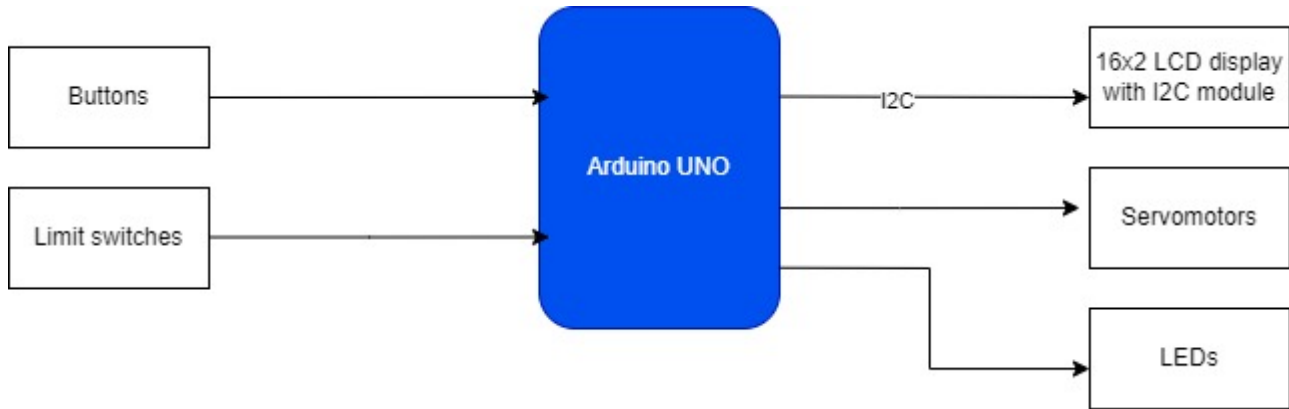 Buttons
Limit switches
Arduino UNO
I2C
16x2 LCD display
with I2C module
Servomotors
LEDs